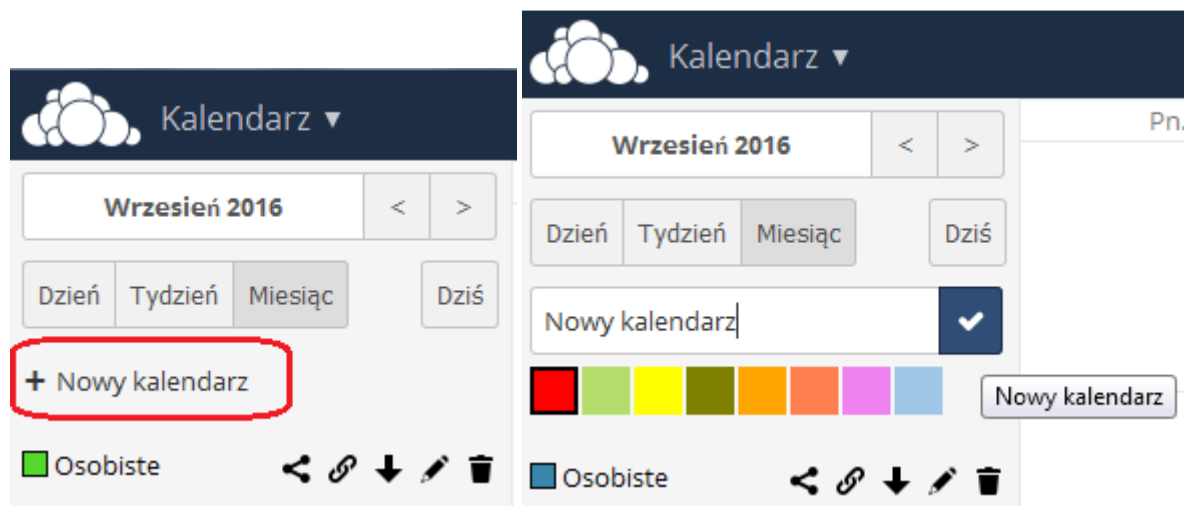 Kalendarz ▼
Wrzesień 2016 < >
Dzień Tydzień Miesiąc Dziś
+ Nowy kalendarz
Osobiste
Kalendarz ▼
Wrzesień 2016 < >
Pn.
Dzień Tydzień Miesiąc Dziś
Nowy kalendarz
Nowy kalendarz
Osobiste